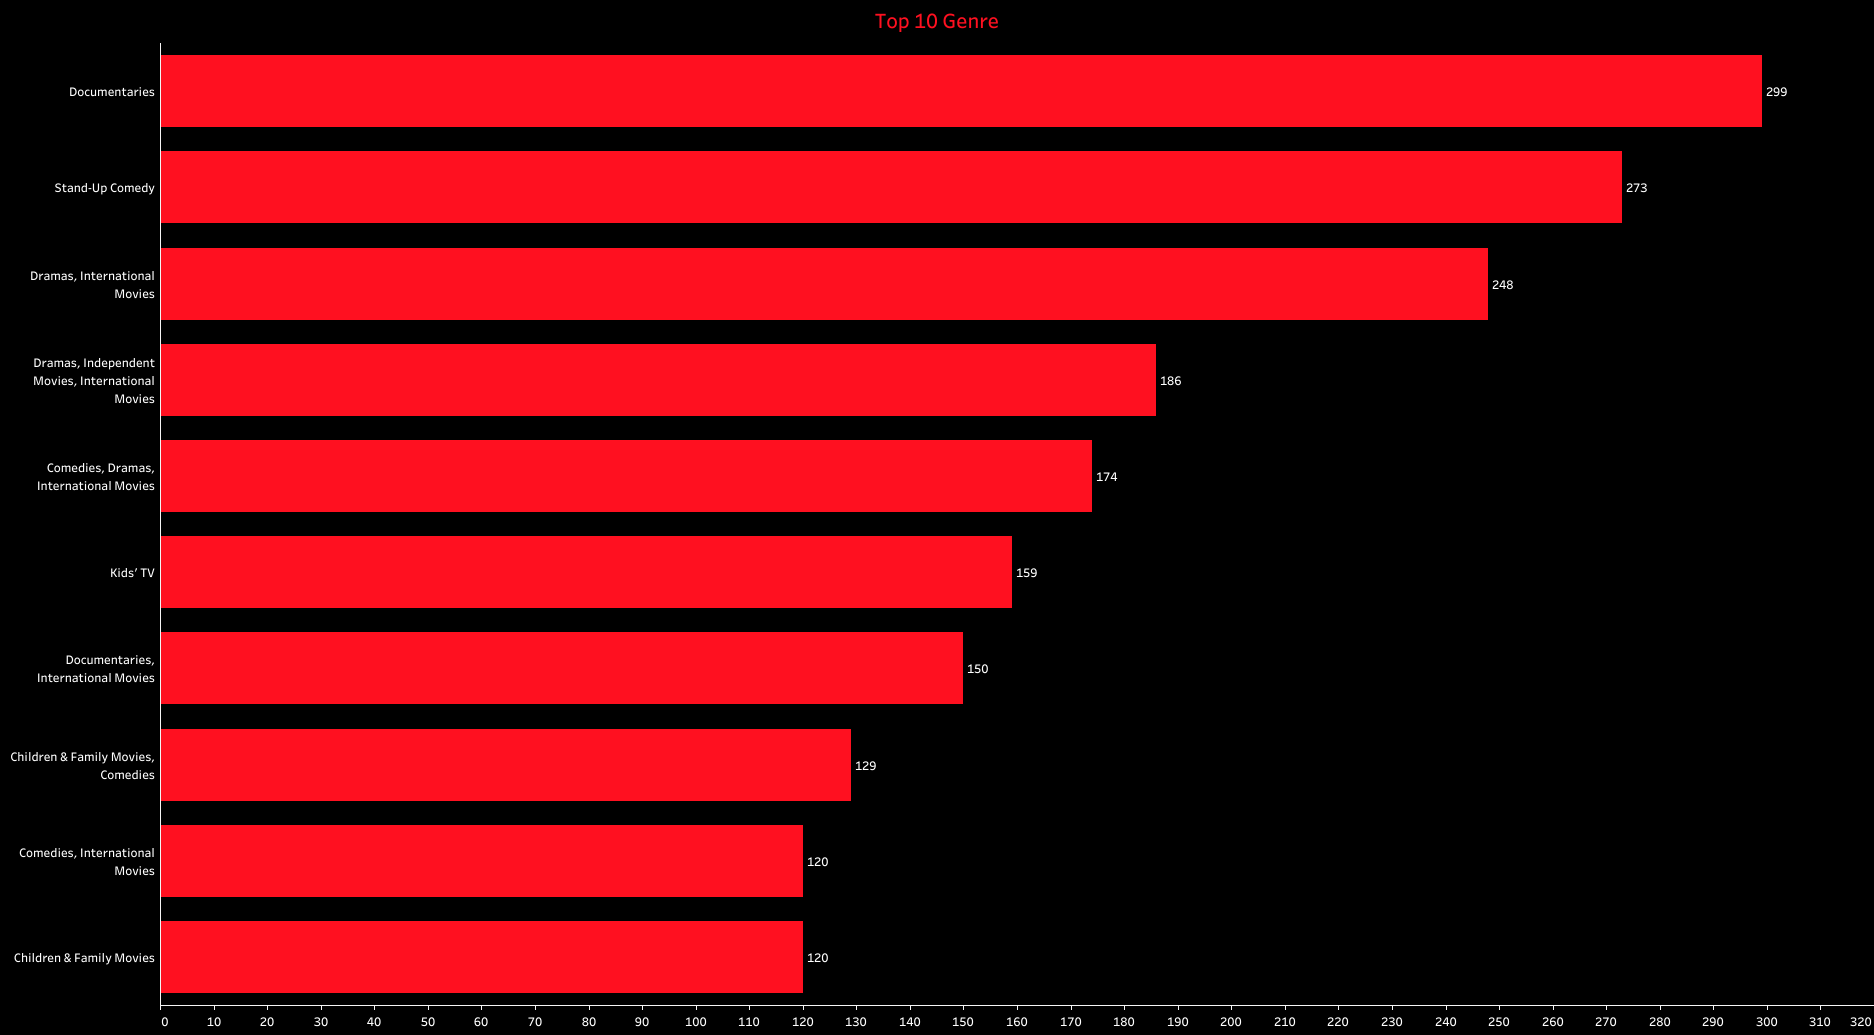 Top 10 Genre
Documentaries
299
Stand-Up Comedy
273
Dramas, International
Movies
248
Dramas, Independent
Movies, International
Movies
186
Comedies, Dramas,
International Movies
174
Kids’ TV
159
Documentaries,
International Movies
150
Children & Family Movies,
Comedies
129
Comedies, International
Movies
120
Children & Family Movies
120
0 10 20 30 40 50 60 70 80 90 100 110 120 130 140 150 160 170 180 190 200 210 220 230 240 250 260 270 280 290 300 310 320